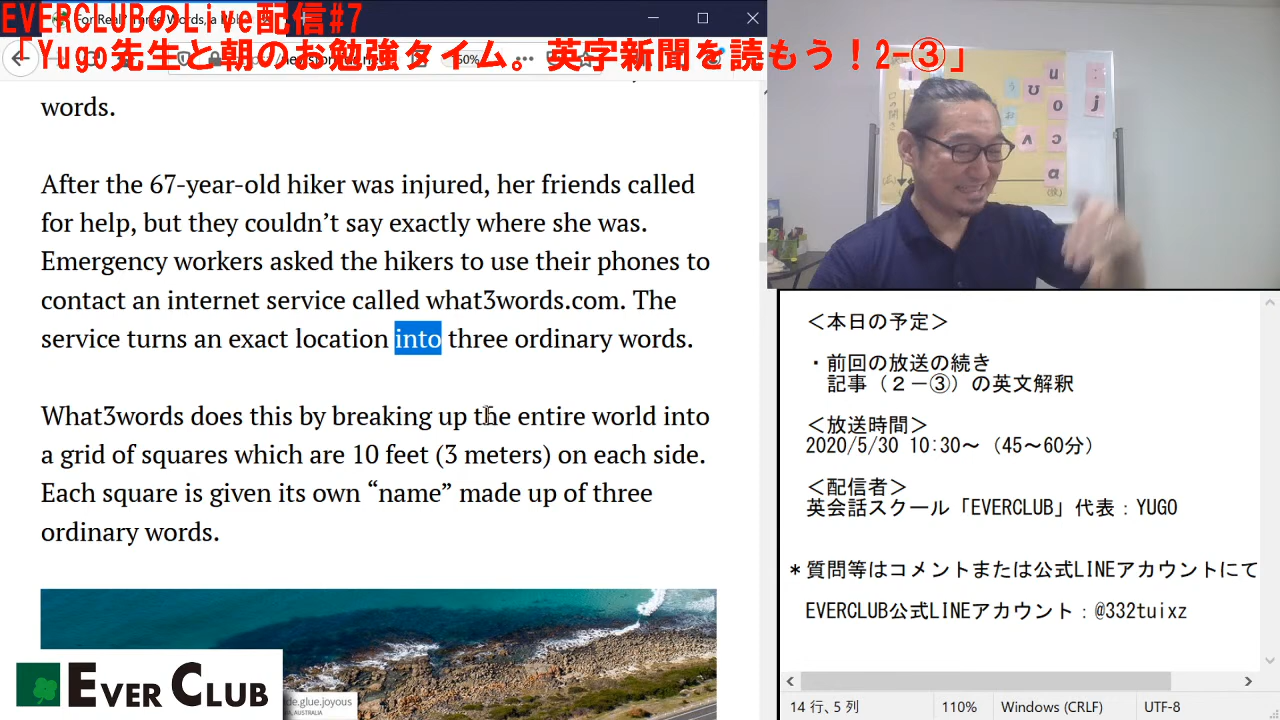 EVERCLUBのLive配信#7
「Yugo先生と朝のお勉強タイム。英字新聞を読もう！2-③」
words.
After the 67-year-old hiker was injured, her friends called
for help, but they couldn’t say exactly where she was.
Emergency workers asked the hikers to use their phones to
contact an internet service called what3words.com. The
service turns an exact location into three ordinary words.
What3words does this by breaking up the entire world into
a grid of squares which are 10 feet (3 meters) on each side.
Each square is given its own “name” made up of three
ordinary words.
de.glue.joyous
AUSTRALIA
EVER CLUB
u
ʊ
o
ʌ
ɔ
a
i
j
う
お
＜本日の予定＞
・前回の放送の続き
記事（２－③）の英文解釈
＜放送時間＞
2020/5/30 10:30～（45～60分）
＜配信者＞
英会話スクール「EVERCLUB」代表：YUGO
＊質問等はコメントまたは公式LINEアカウントにて
EVERCLUB公式LINEアカウント：@332tuixz
14 行、5 列
110%
Windows (CRLF)
UTF-8